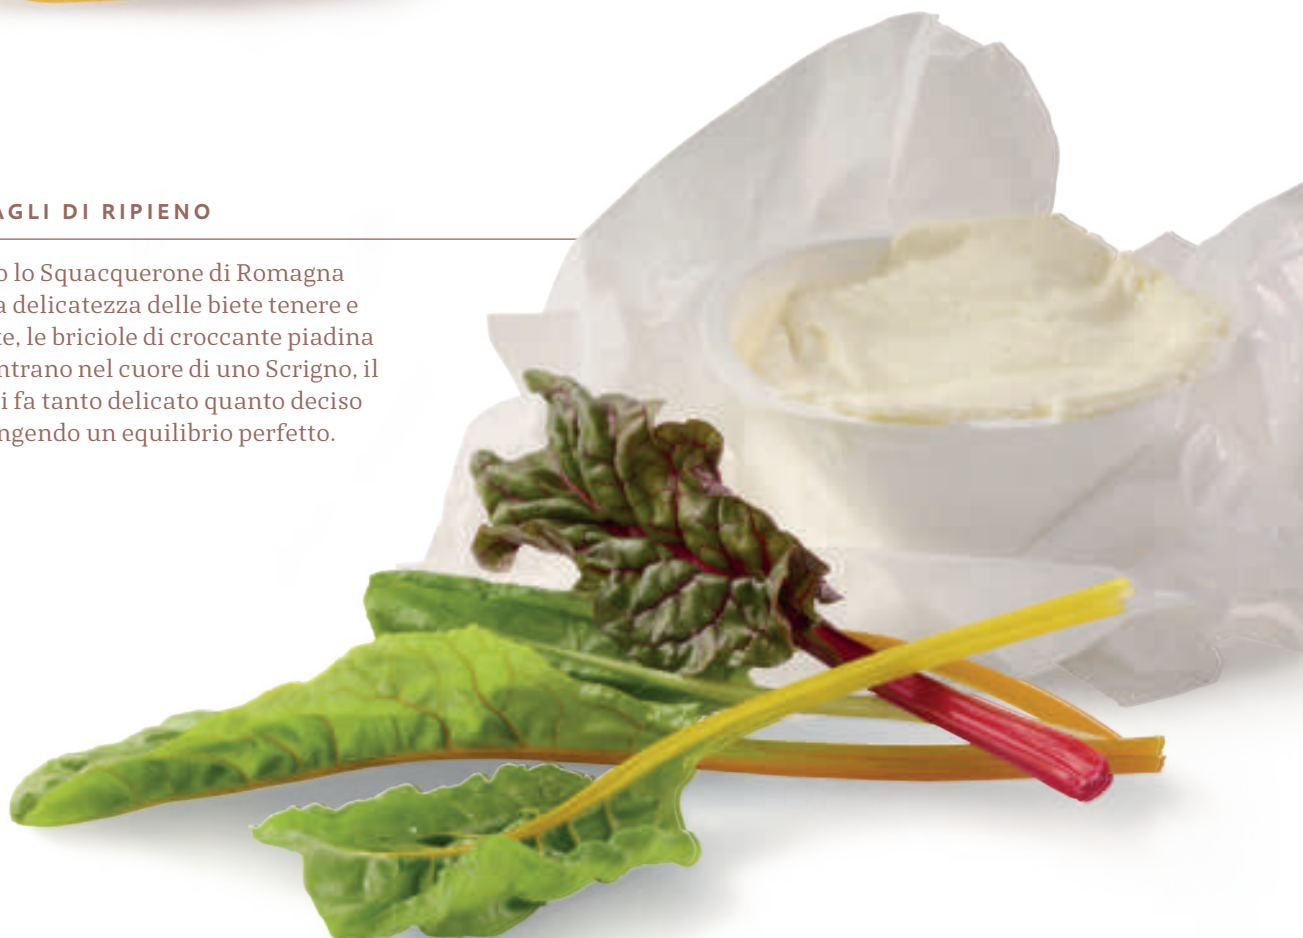 AGLI DI RIPIENO
o lo Squacquerone di Romagna
a delicatezza delle biete tenere e
te, le briciole di croccante piadina
ntrano nel cuore di uno Scrigno, il
i fa tanto delicato quanto deciso
ngendo un equilibrio perfetto.